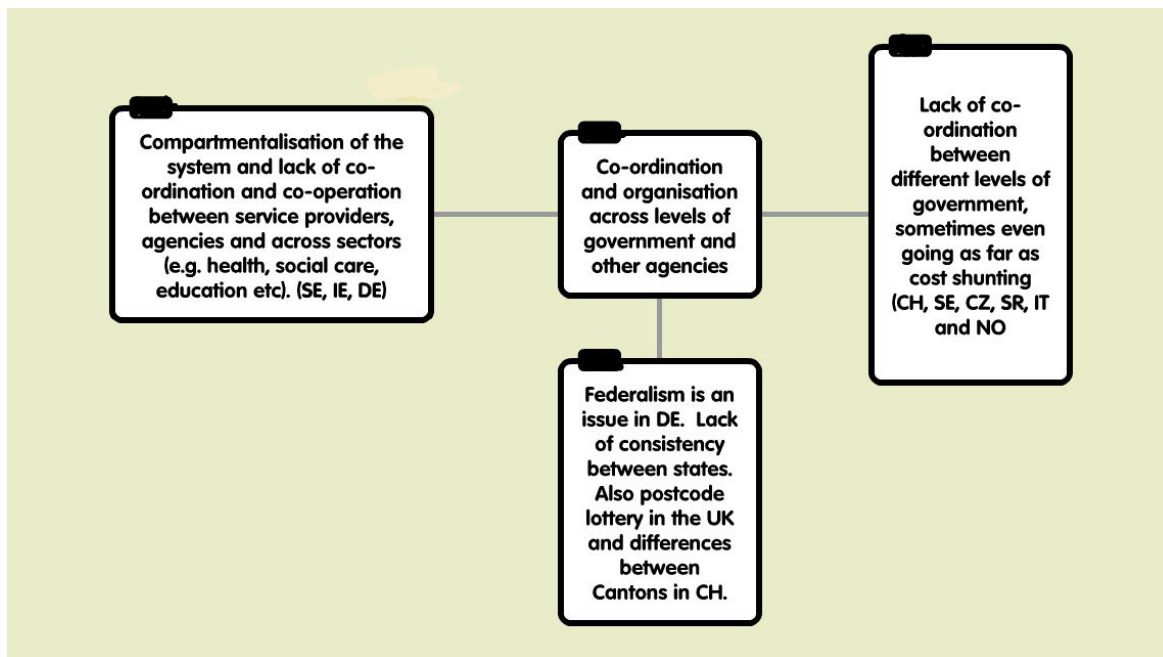 Compartmentalisation of the
system and lack of co-
ordination and co-operation
between service providers,
agencies and across sectors
(e.g. health, social care,
education etc). (SE, IE, DE)
Co-ordination
and organisation
across levels of
government and
other agencies
Lack of co-
ordination
between
different levels of
government,
sometimes even
going as far as
cost shunting
(CH, SE, CZ, SR, IT
and NO
Federalism is an
issue in DE.  Lack
of consistency
between states.
Also postcode
lottery in the UK
and differences
between
Cantons in CH.